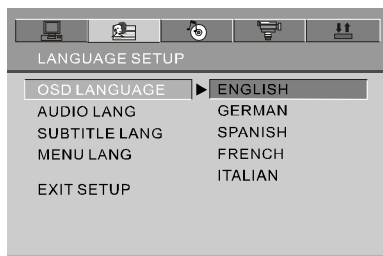 LANGUAGE SETUP
OSD LANGUAGE
ENGLISH
AUDIO LANG
GERMAN
SUBTITLE LANG
SPANISH
MENU LANG
FRENCH
ITALIAN
EXIT SETUP